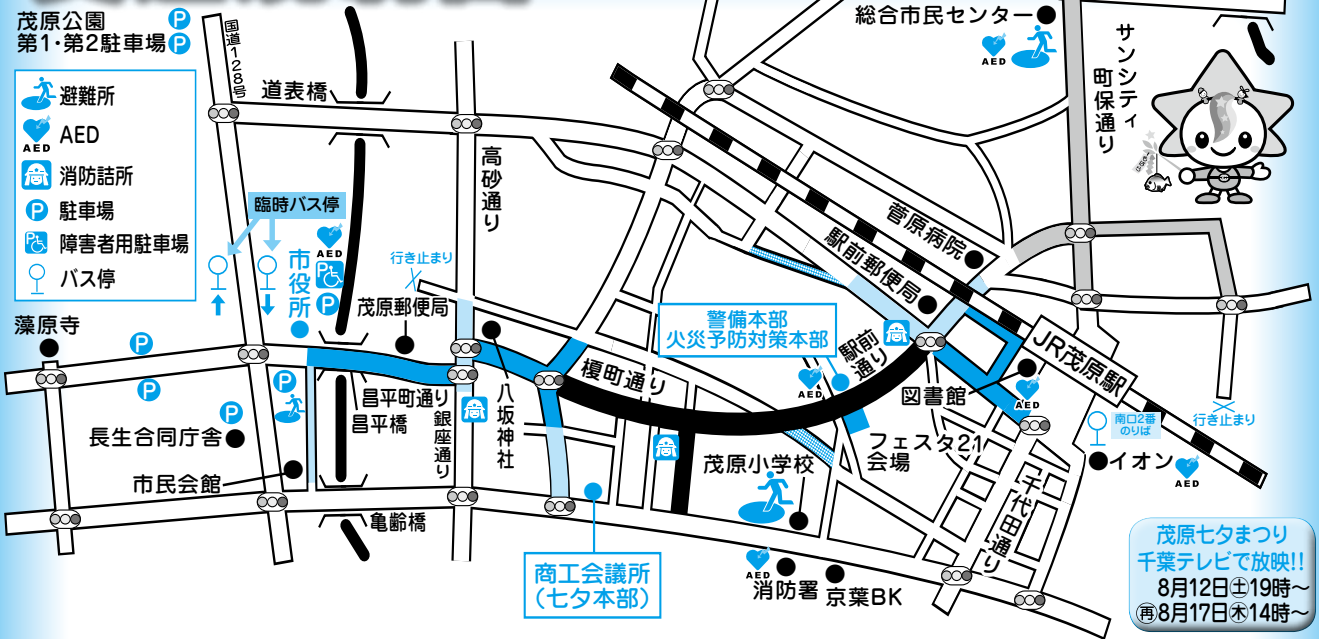 茂原公園 Ⓟ
第1・第2駐車場Ⓟ
避難所
AED
AED
消防詰所
P 駐車場
障害者用駐車場
バス停
国道128号
道表橋
高砂通り
総合市民センター
AED
サンシティ
町保通り
臨時バス停
市役所
AED
P
P
行き止まり
茂原郵便局
菅原病院
駅前郵便局
藻原寺
P
P
P
P
警備本部
火災予防対策本部
駅前
通り
JR茂原駅
榎町通り
八坂神社
AED
図書館
AED
昌平町通り
昌平橋
銀座通り
南口2番
のりば
行き止まり
長生合同庁舎
フェスタ21
会場
イオン
AED
市民会館
茂原小学校
千代田通り
亀齢橋
商工会議所
(七夕本部)
AED
消防署
京葉BK
茂原七夕まつり
千葉テレビで放映!!
8月12日㊏19時〜
㊢8月17日㊍14時〜